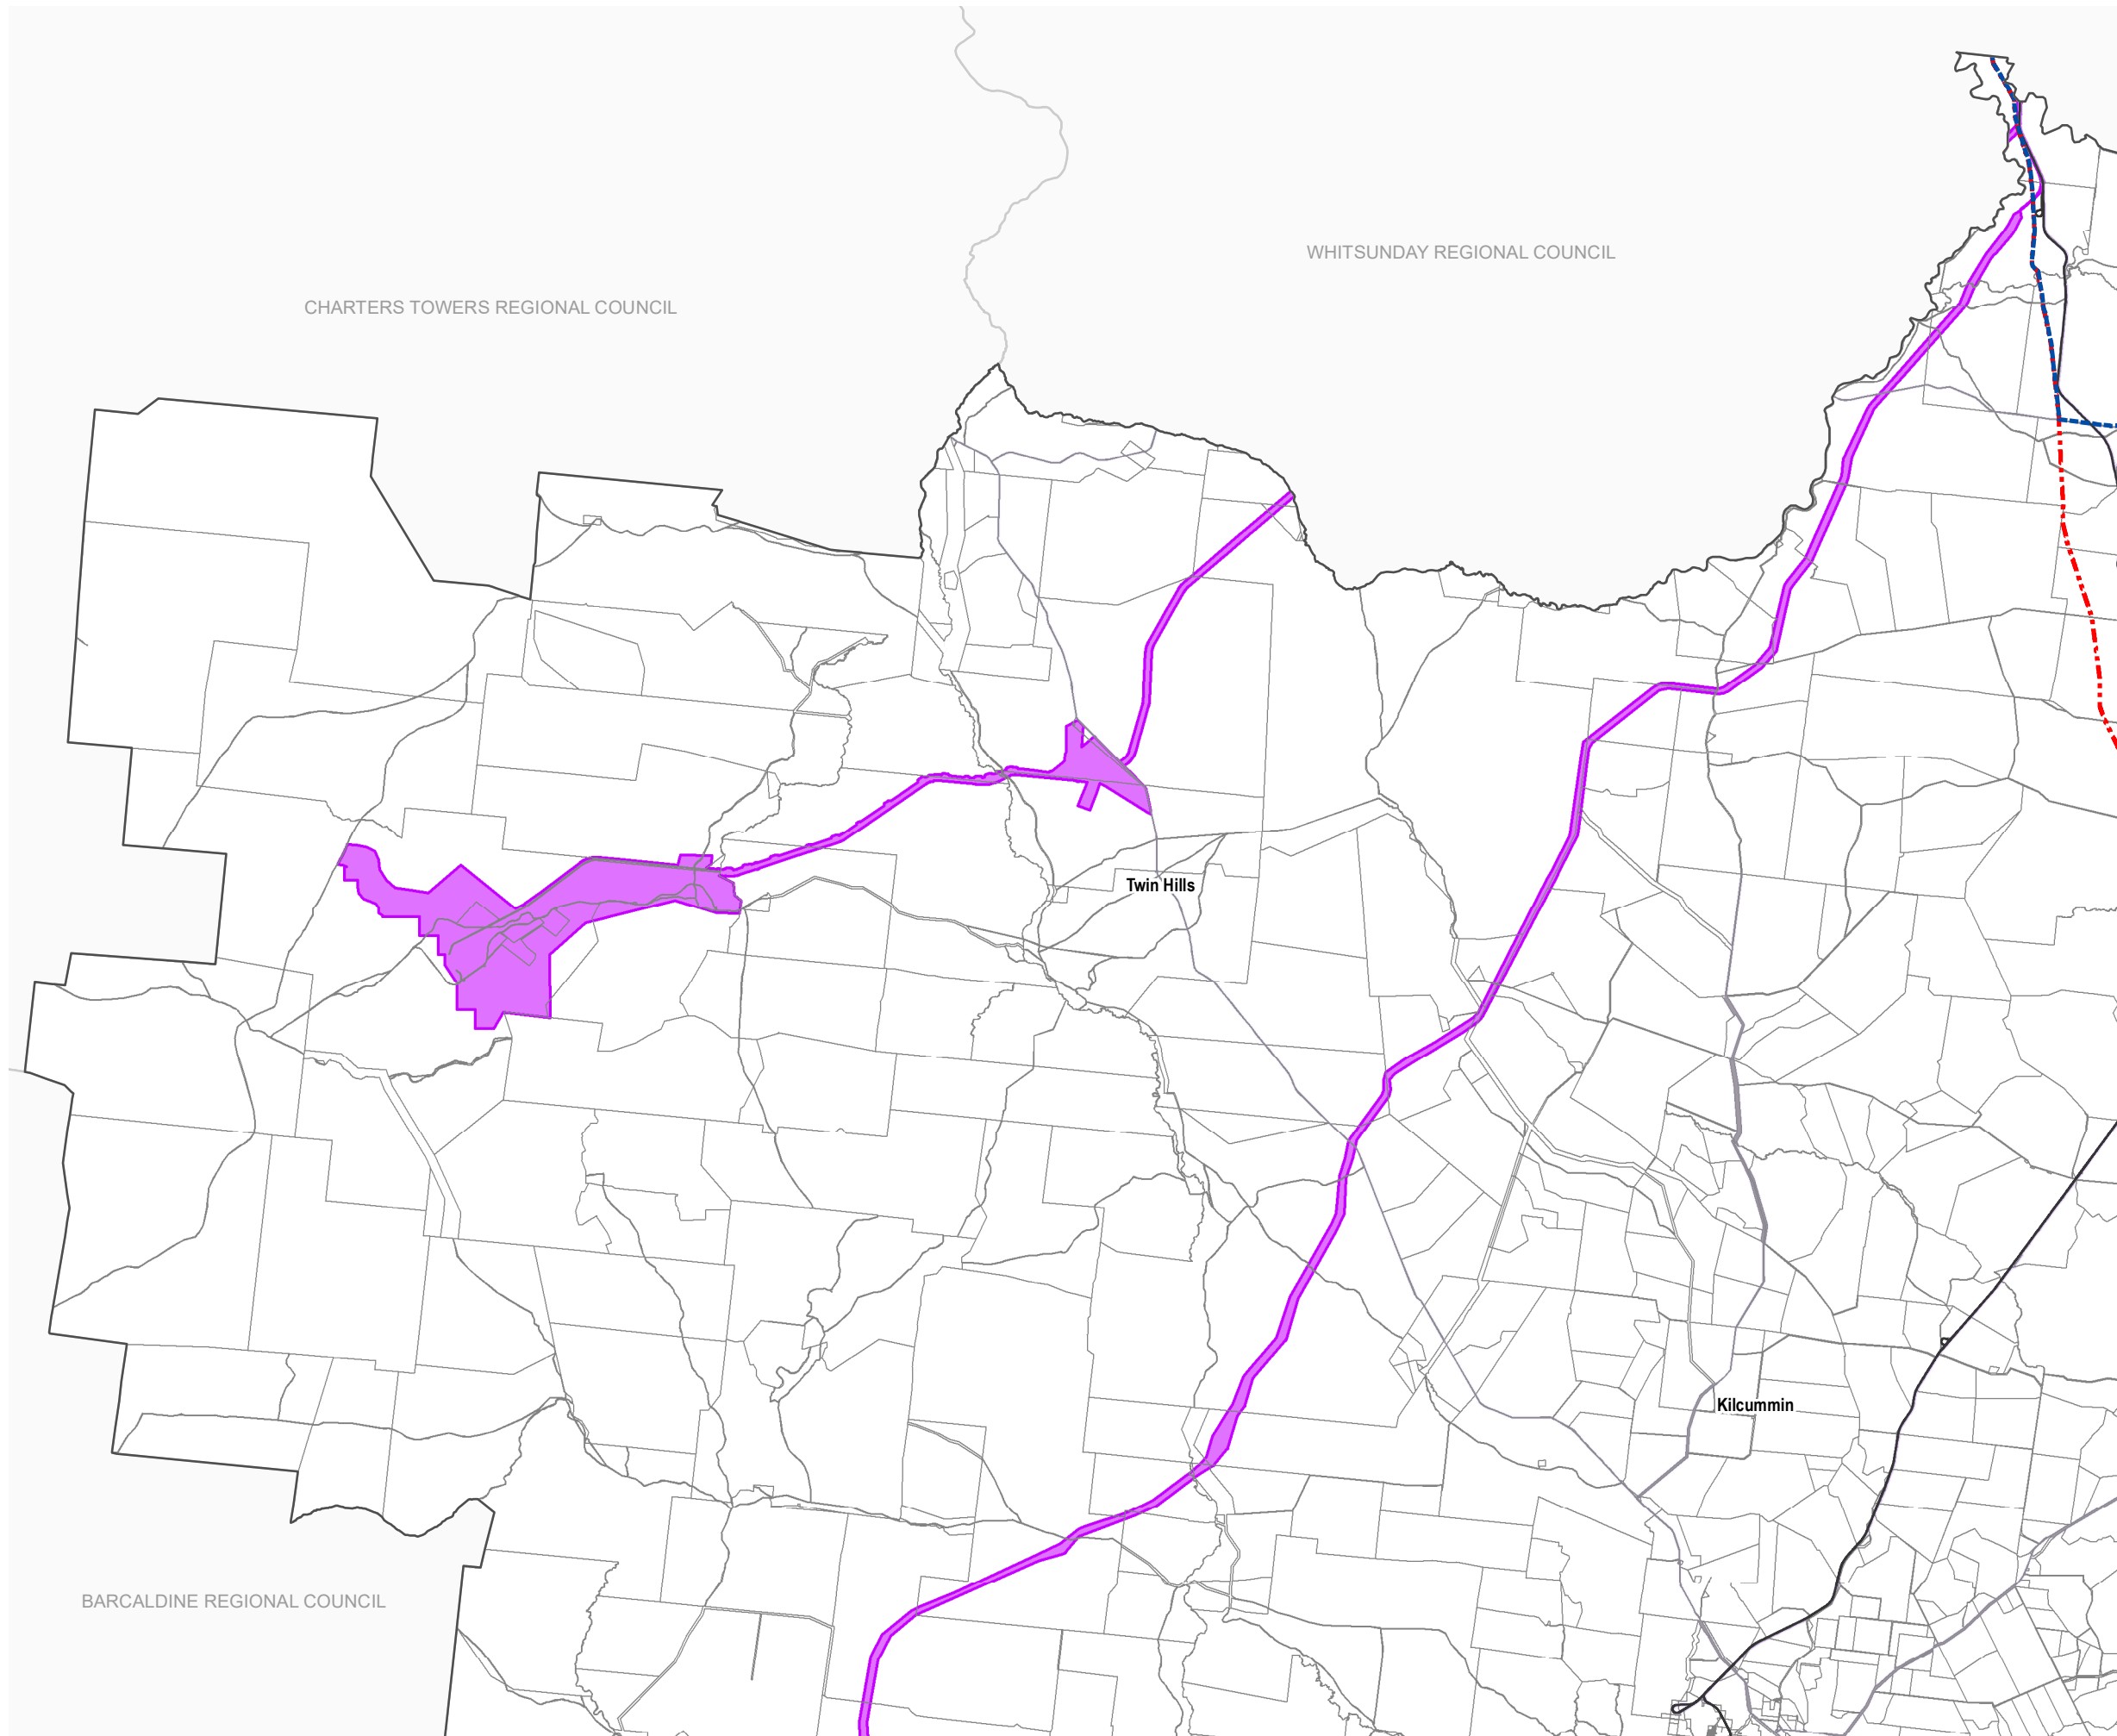 WHITSUNDAY REGIONAL COUNCIL
CHARTERS TOWERS REGIONAL COUNCIL
Twin Hills
Kilcummin
BARCALDINE REGIONAL COUNCIL